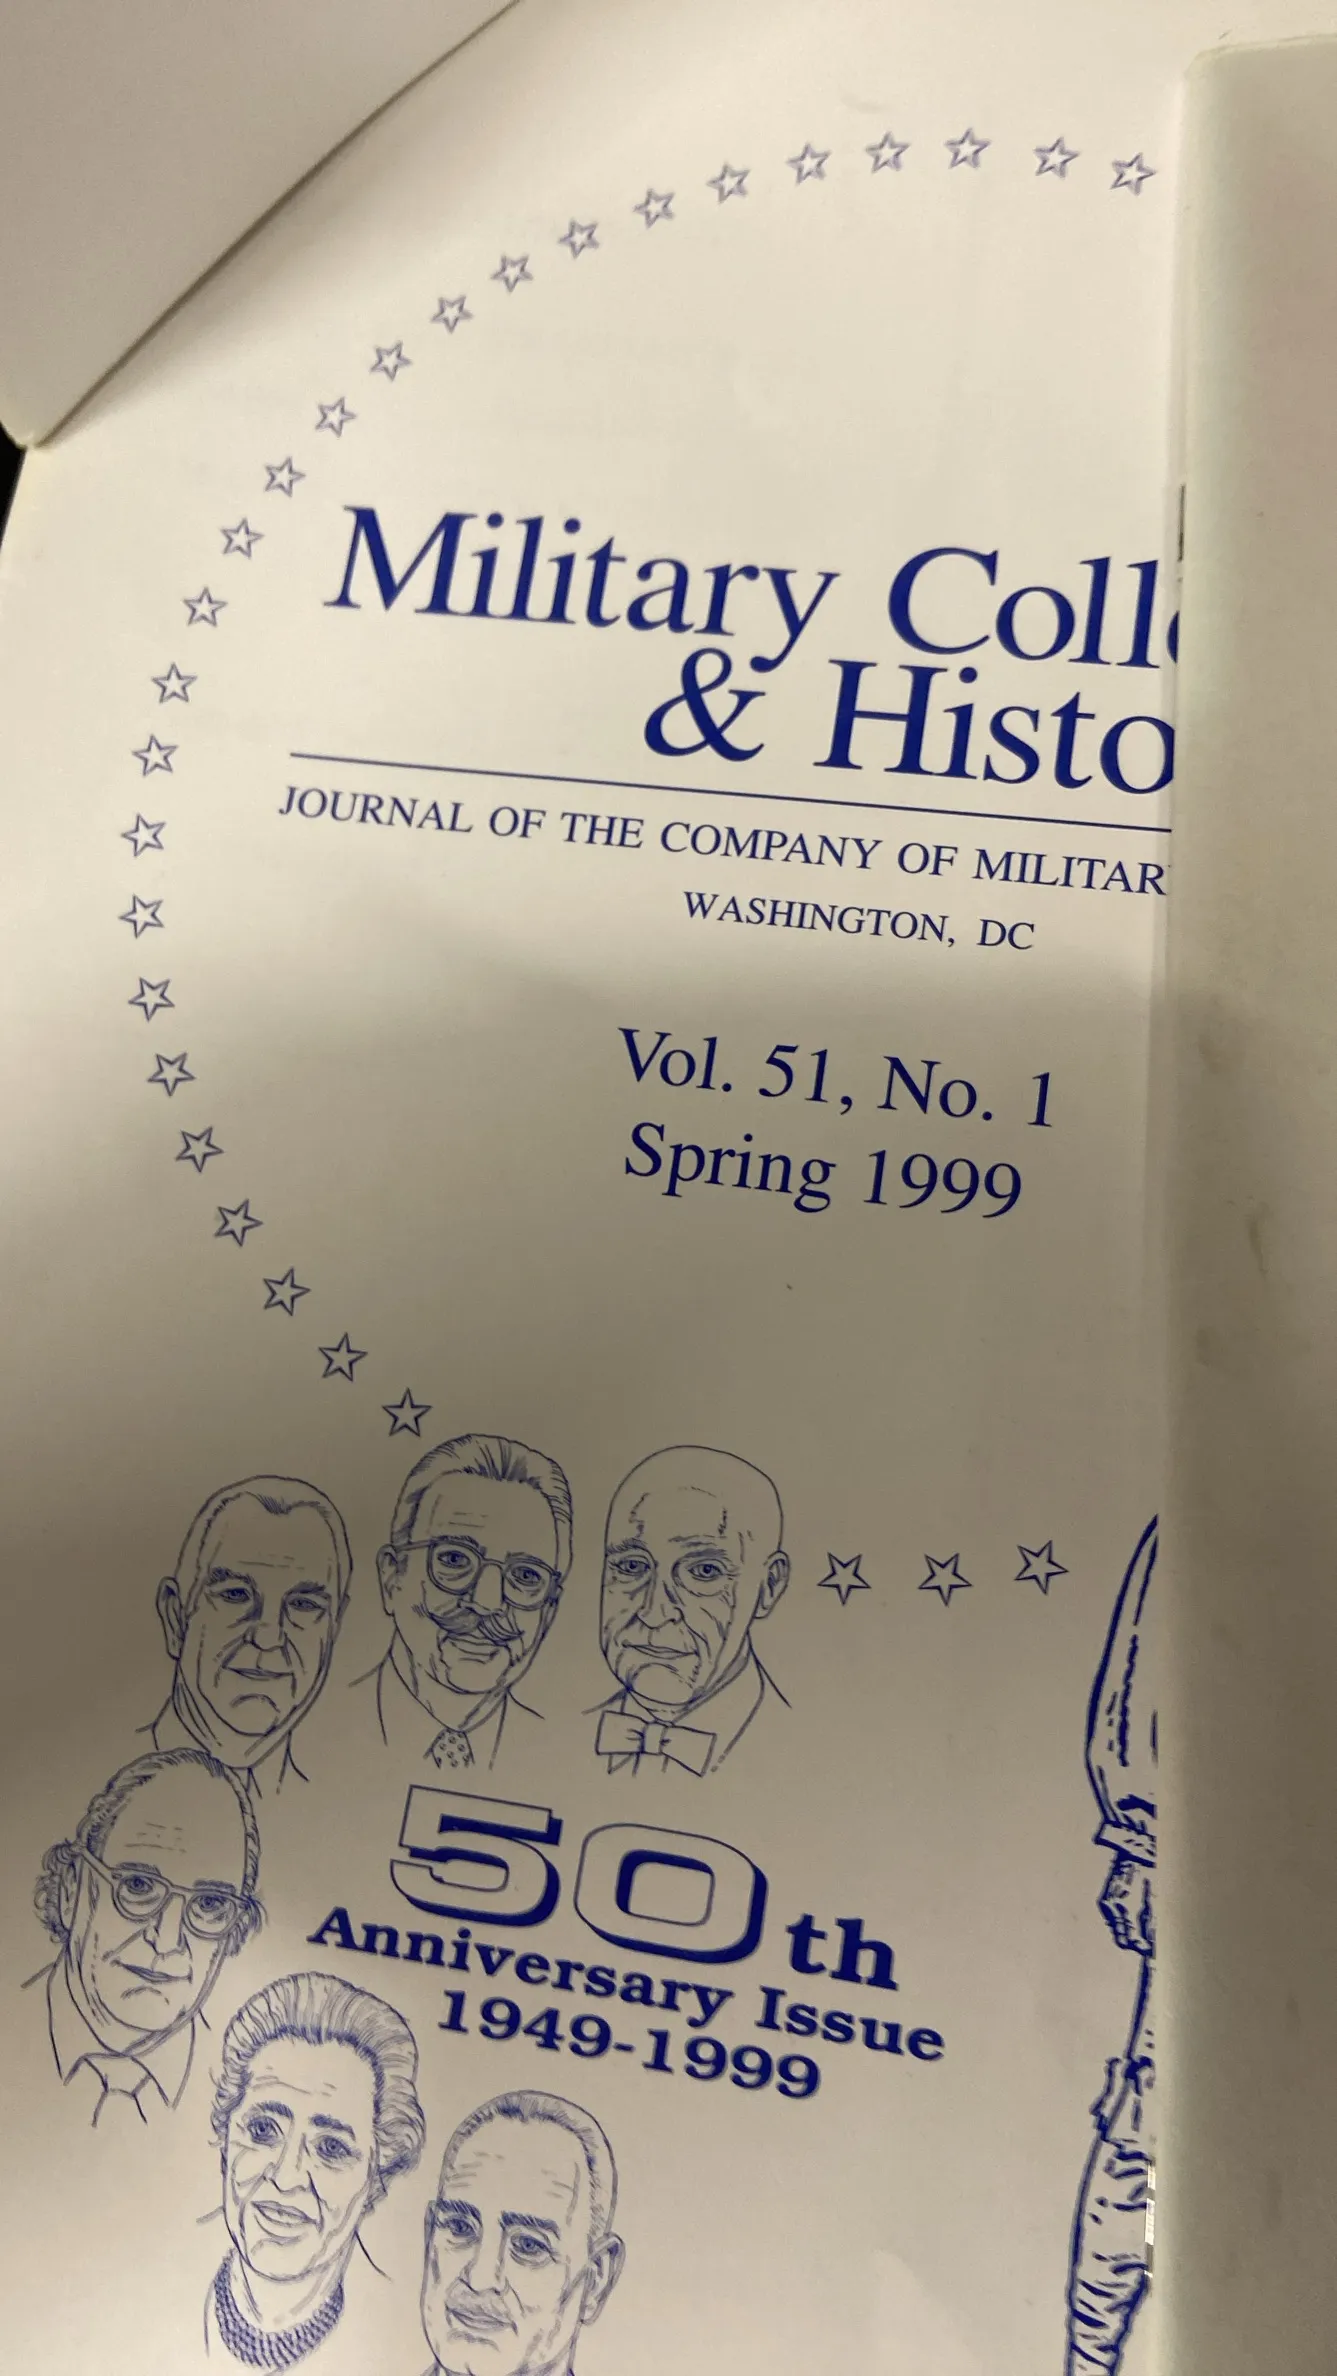 Military Coll
& Histo
JOURNAL OF THE COMPANY OF MILITAR
WASHINGTON, DC
Vol. 51, No. 1
Spring 1999
50th
Anniversary Issue
1949-1999